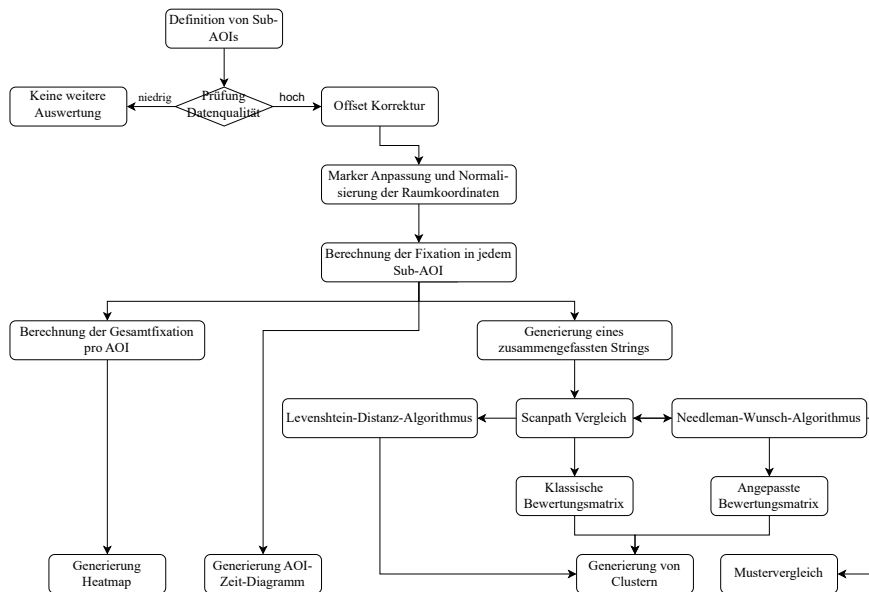 Definition von Sub-
AOIs
Keine weitere
Auswertung
niedrig
Prüfung
Datenqualität
hoch
Offset Korrektur
Marker Anpassung und Normali-
sierung der Raumkoordinaten
Berechnung der Fixation in jedem
Sub-AOI
Berechnung der Gesamtfixation
pro AOI
Generierung eines
zusammengefassten Strings
Levenshtein-Distanz-Algorithmus
Scanpath Vergleich
Needleman-Wunsch-Algorithmus
Klassische
Bewertungsmatrix
Angepasste
Bewertungsmatrix
Generierung
Heatmap
Generierung AOI-
Zeit-Diagramm
Generierung von
Clustern
Mustervergleich